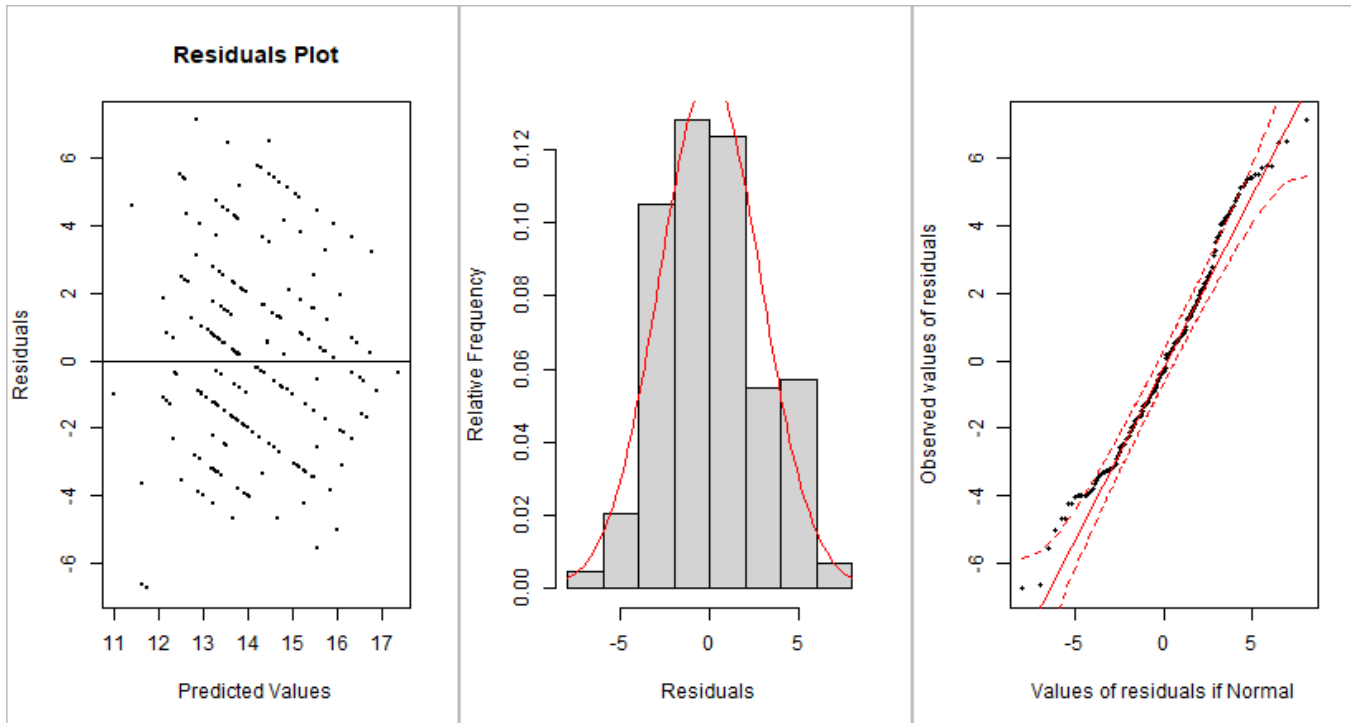 Residuals Plot
Residuals
6
4
2
0
-2
-4
-6
11 12 13 14 15 16 17
Predicted Values
Relative Frequency
0.12
0.10
0.08
0.06
0.04
0.02
0.00
-5 0 5
Residuals
Observed values of residuals
6
4
2
0
-2
-4
-6
-5 0 5
Values of residuals if Normal